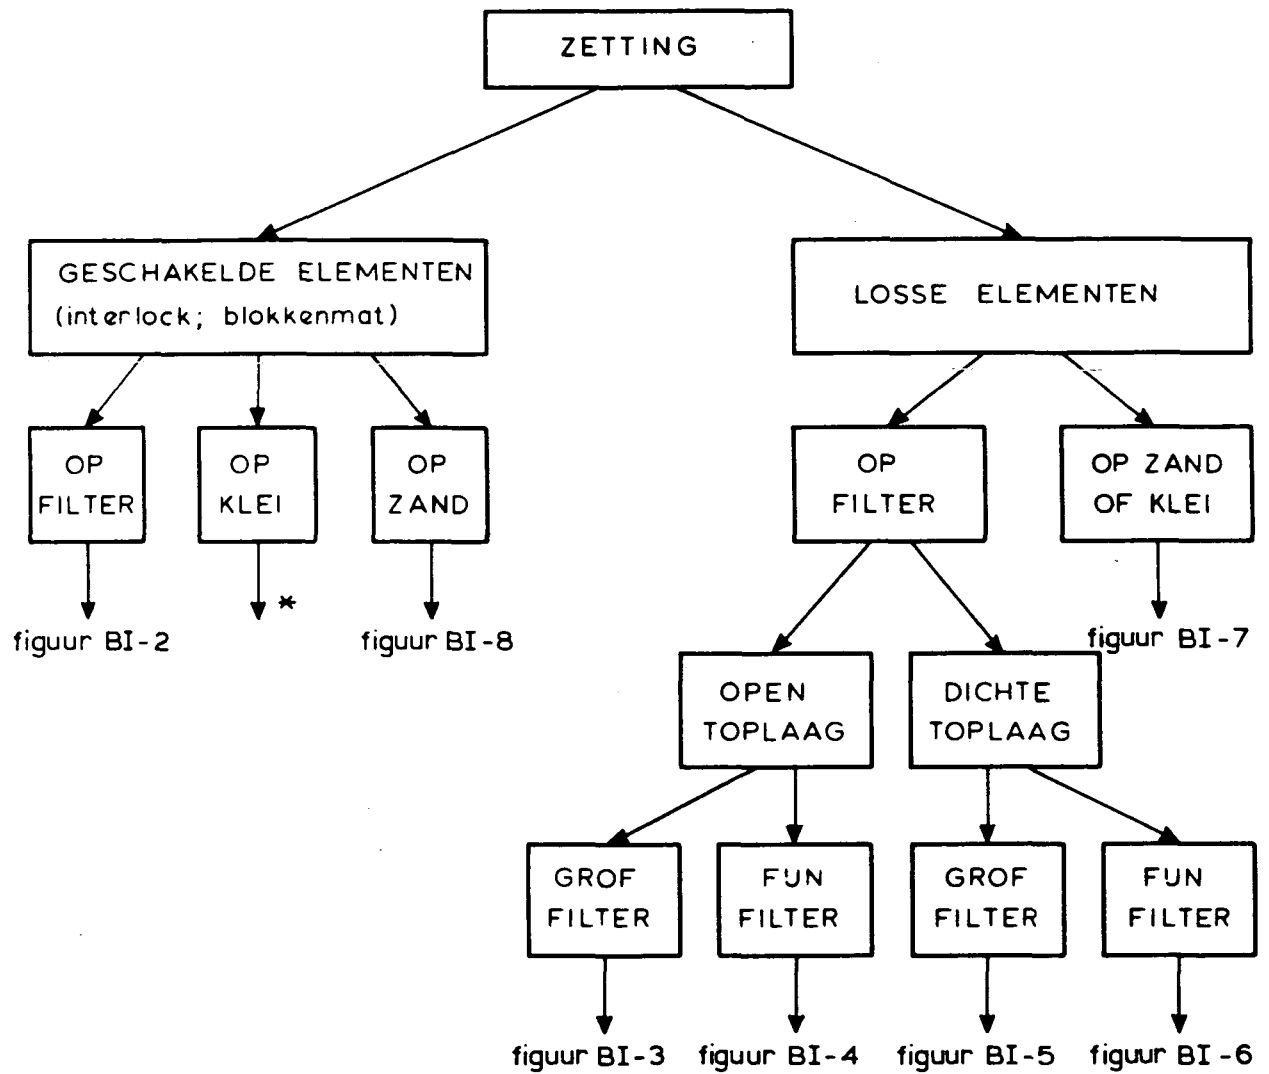 ZETTING
GESCHAKELDE ELEMENTEN
(interlock; blokkenmat)
LOSSE ELEMENTEN
OP
FILTER
OP
KLEI
OP
ZAND
OP
FILTER
OP ZAND
OF KLEI
*
figuur BI-2
figuur BI-8
figuur BI-7
OPEN
TOPLAAG
DICHTE
TOPLAAG
GROF
FILTER
FIJN
FILTER
GROF
FILTER
FIJN
FILTER
figuur BI-3
figuur BI-4
figuur BI-5
figuur BI-6